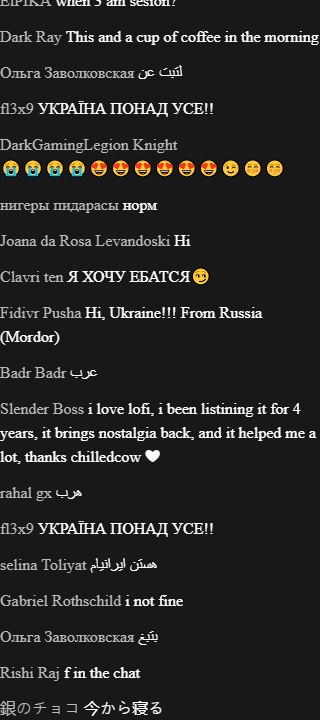 when 3 am sesion?
Dark Ray This and a cup of coffee in the morning
Ольга Заволковская لتبت عن
fl3x9 УКРАЇНА ПОНАД УСЕ!!
DarkGamingLegion Knight
😭😭😭😭😍😍😍😍😍😍😉😁😁
нигеры пидарасы норм
Joana da Rosa Levandoski Hi
Clavri ten Я ХОЧУ ЕБАТСЯ😏
Fidivr Pusha Hi, Ukraine!!! From Russia
(Mordor)
Badr Badr عرب
Slender Boss i love lofi, i been listining it for 4
years, it brings nostalgia back, and it helped me a
lot, thanks chilledcow 🤍
rahal gx هرب
fl3x9 УКРАЇНА ПОНАД УСЕ!!
selina Toliyat هستن ایرانیام
Gabriel Rothschild i not fine
Ольга Заволковская بتيغ
Rishi Raj f in the chat
銀のチョコ 今から寝る